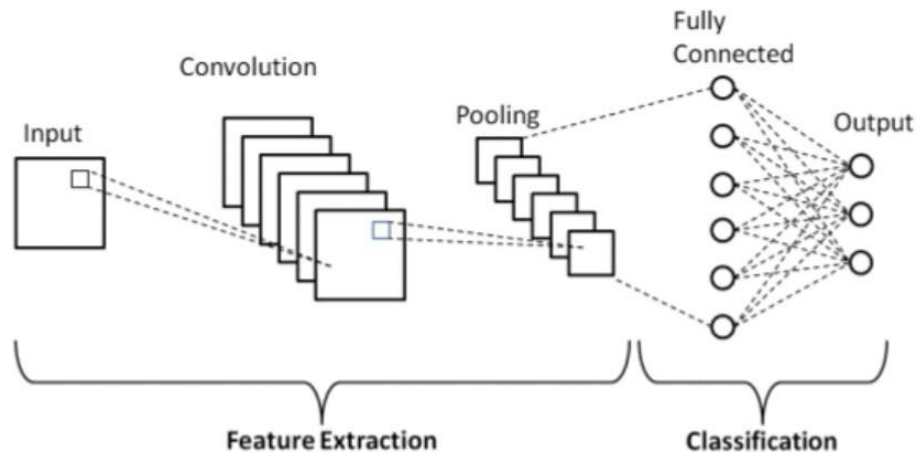 Fully
Connected
Convolution
Pooling
Output
Input
Feature Extraction
Classification